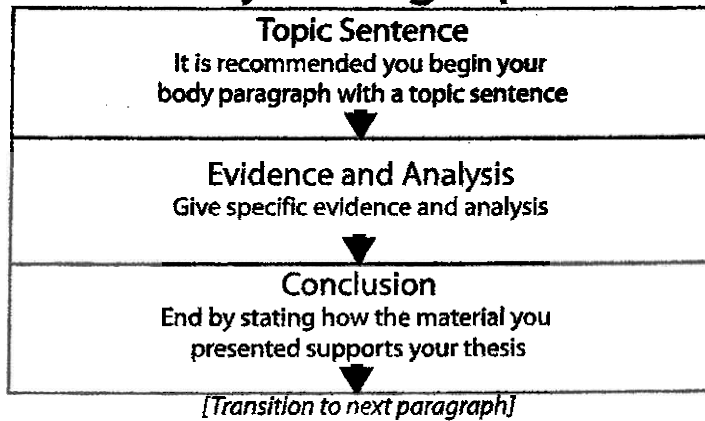 Topic Sentence
It is recommended you begin your
body paragraph with a topic sentence
Evidence and Analysis
Give specific evidence and analysis
Conclusion
End by stating how the material you
presented supports your thesis
[Transition to next paragraph]